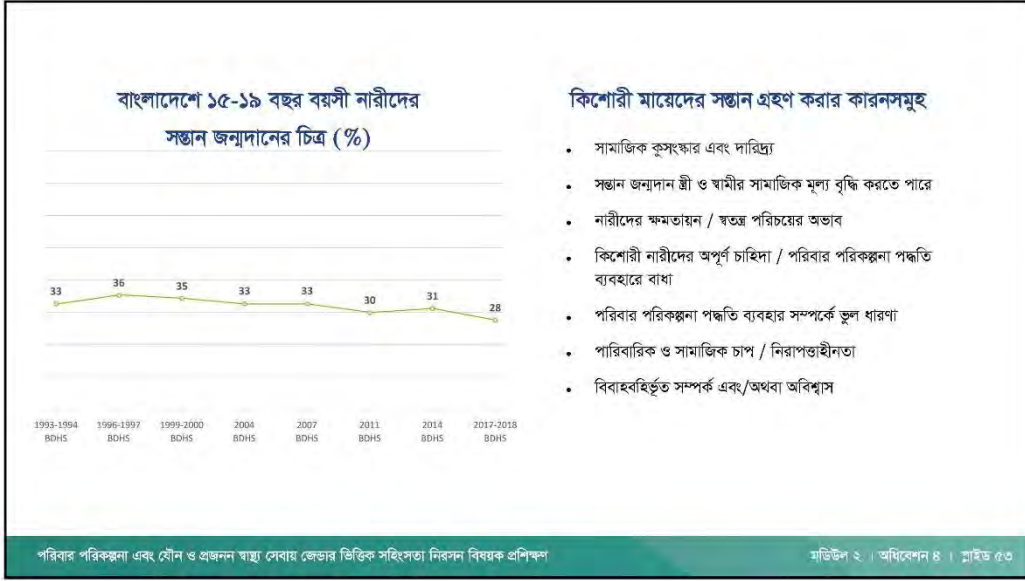 বাংলাদেশে ১৫-১৯ বছর বয়সী নারীদের
সন্তান জন্মদানের চিত্র (%)
33
36
35
33
33
30
31
28
1993-1994
BDHS
1996-1997
BDHS
1999-2000
BDHS
2004
BDHS
2007
BDHS
2011
BDHS
2014
BDHS
2017-2018
BDHS
কিশোরী মায়েদের সন্তান গ্রহণ করার কারনসমুহ
• সামাজিক কুসংস্কার এবং দারিদ্র্য
• সন্তান জন্মদান স্ত্রী ও স্বামীর সামাজিক মূল্য বৃদ্ধি করতে পারে
• নারীদের ক্ষমতায়ন / স্বতন্ত্র পরিচয়ের অভাব
• কিশোরী নারীদের অপূর্ণ চাহিদা / পরিবার পরিকল্পনা পদ্ধতি
ব্যবহারে বাধা
• পরিবার পরিকল্পনা পদ্ধতি ব্যবহার সম্পর্কে ভুল ধারণা
• পারিবারিক ও সামাজিক চাপ / নিরাপত্তাহীনতা
• বিবাহবহির্ভূত সম্পর্ক এবং/অথবা অবিশ্বাস
পরিবার পরিকল্পনা এবং যৌন ও প্রজনন স্বাস্থ্য সেবায় জেন্ডার ভিত্তিক সহিংসতা নিরসন বিষয়ক প্রশিক্ষণ
মডিউল ২ । অধিবেশন ৪ । স্লাইড ৫৩